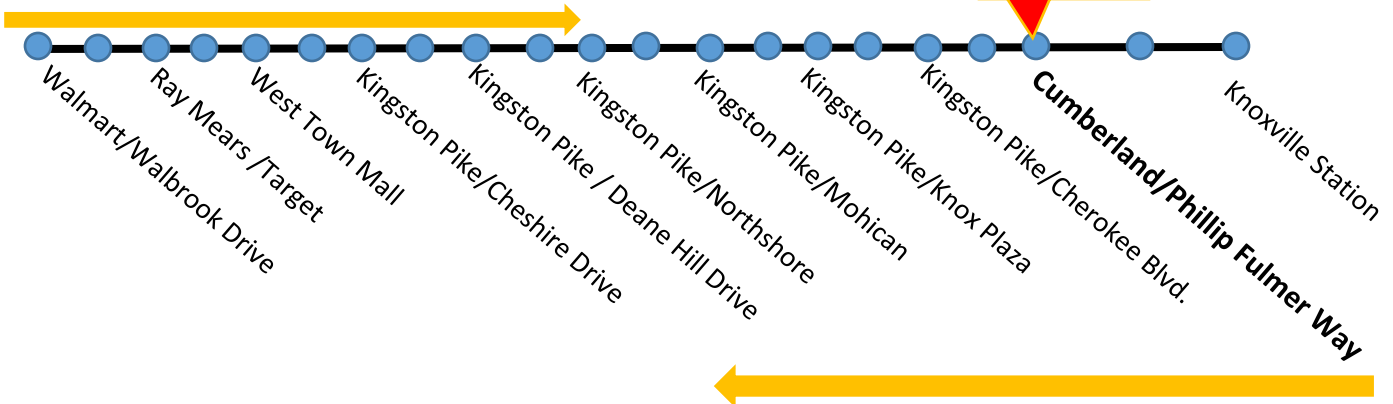 Walmart/Walbrook Drive
Ray Mears /Target
West Town Mall
Kingston Pike/Cheshire Drive
Kingston Pike / Deane Hill Drive
Kingston Pike/Northshore
Kingston Pike/Mohican
Kingston Pike/Knox Plaza
Kingston Pike/Cherokee Blvd.
Cumberland/Phillip Fulmer Way
Knoxville Station